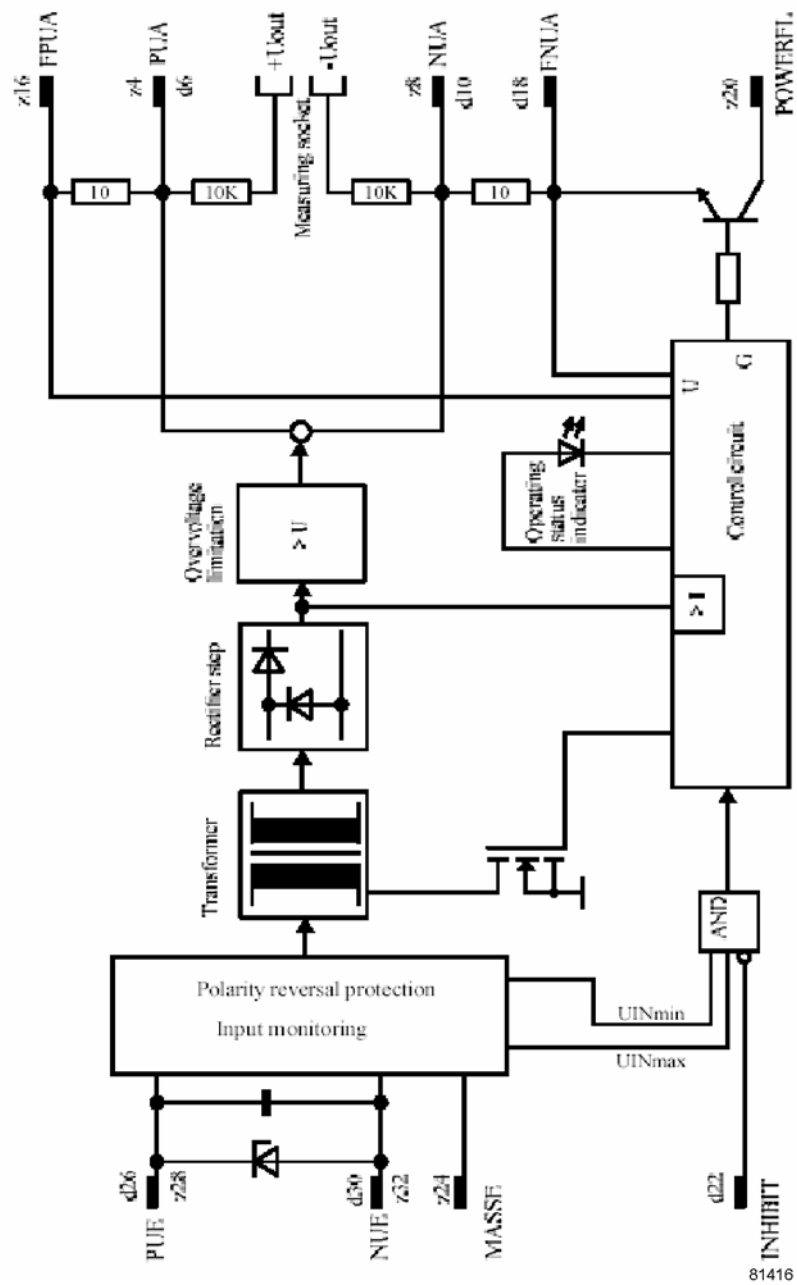 z16 FPUA
z4 PUA
d6
+Uout
-Uout
Measuring socket
z8 NUA
d10
d18 FNUA
z20
POWERFL
10
10K
10K
10
U
G
Control circuit
Operating
status
indicator
>I
Overvoltage
limitation
>U
Rectifier step
Transformer
AND
Polarity reversal protection
Input monitoring
UINmin
UINmax
d26
z28
PUE
d30
z32
NUE
z24
MASSE
d22
INHIBIT
81416